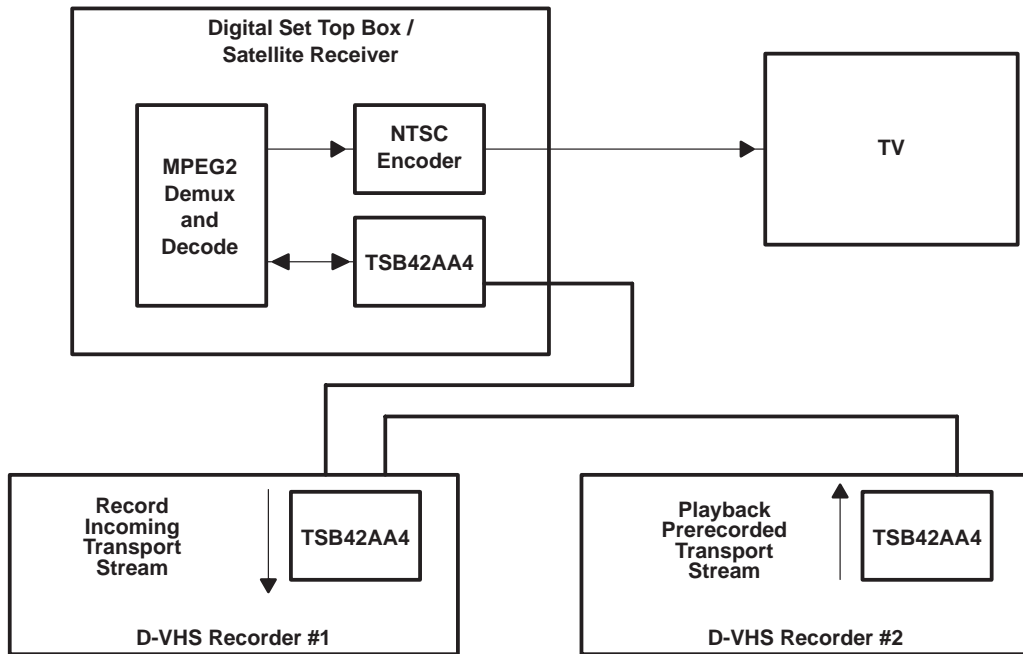 Digital Set Top Box /
Satellite Receiver
MPEG2
Demux
and
Decode
NTSC
Encoder
TSB42AA4
TV
Record
Incoming
Transport
Stream
TSB42AA4
D-VHS Recorder #1
Playback
Prerecorded
Transport
Stream
TSB42AA4
D-VHS Recorder #2